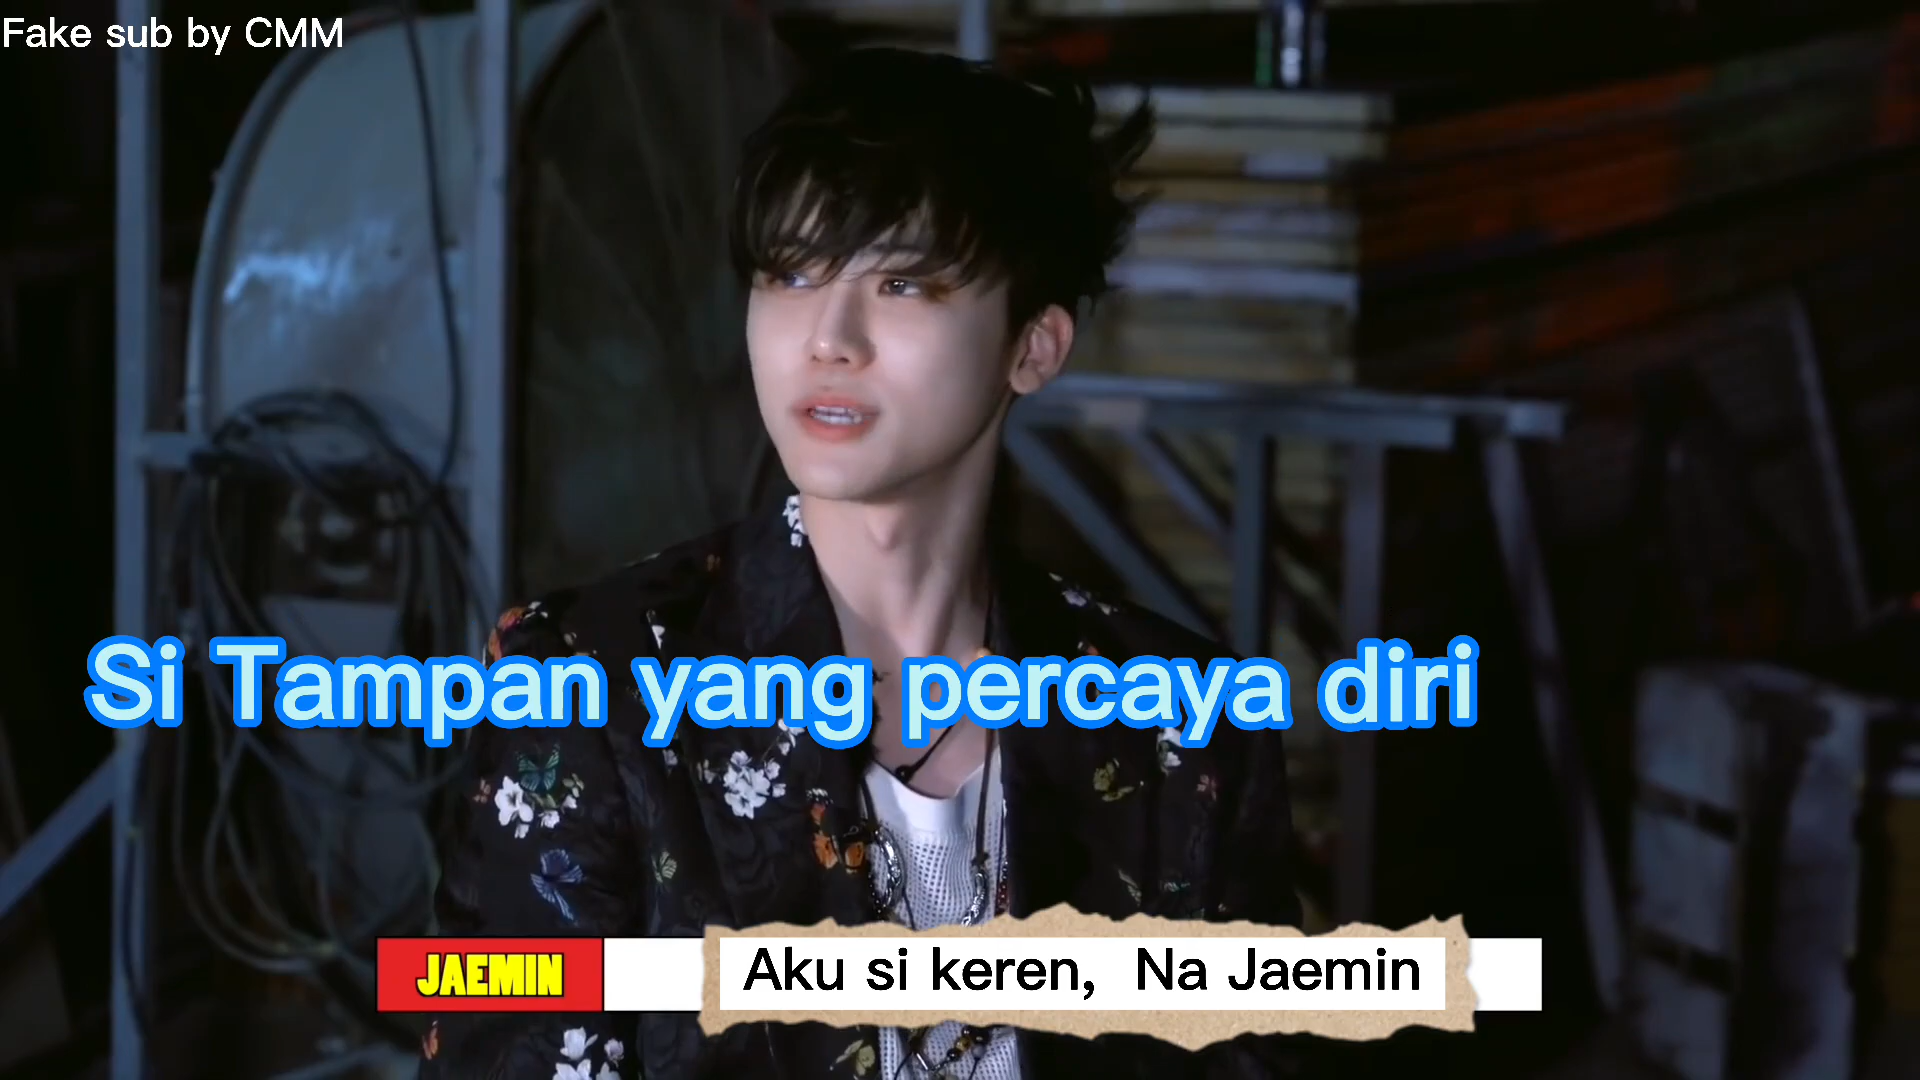 Fake sub by CMM
Si Tampan yang percaya diri
JAEMIN Aku si keren, Na Jaemin